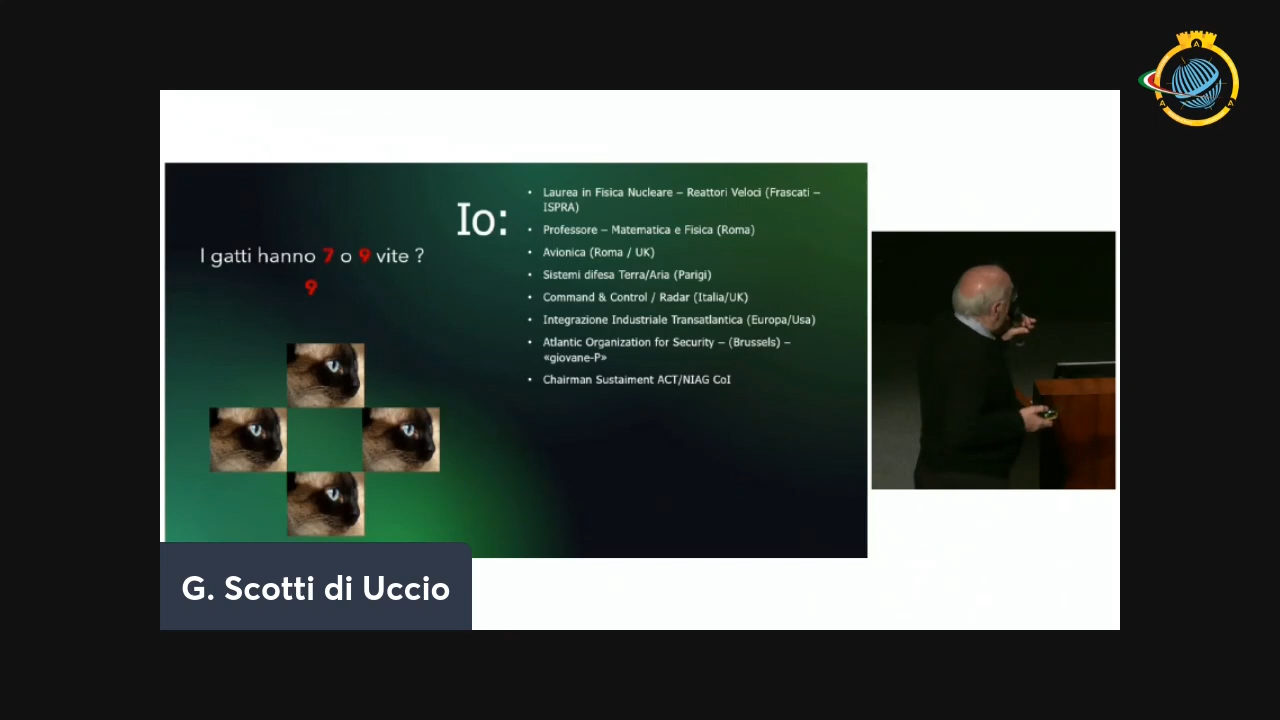 I gatti hanno 7 o 9 vite ?
9
Io:
• Laurea in Fisica Nucleare – Reattori Veloci (Frascati –
ISPRA)
• Professore – Matematica e Fisica (Roma)
• Avionica (Roma / UK)
• Sistemi difesa Terra/Aria (Parigi)
• Command & Control / Radar (Italia/UK)
• Integrazione Industriale Transatlantica (Europa/Usa)
• Atlantic Organization for Security – (Brussels) –
«giovane-P»
• Chairman Sustaiment ACT/NIAG CoI
G. Scotti di Uccio